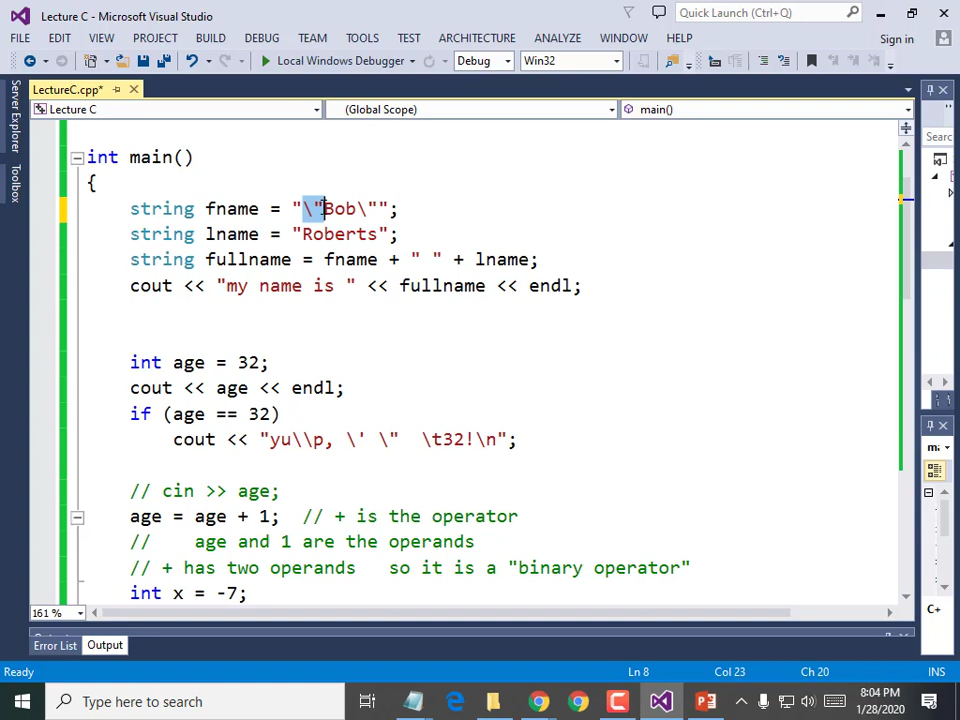 Lecture C - Microsoft Visual Studio
Quick Launch (Ctrl+Q)
FILE EDIT VIEW PROJECT BUILD DEBUG TEAM TOOLS TEST ARCHITECTURE ANALYZE WINDOW HELP Sign in
Local Windows Debugger Debug Win32
LectureC.cpp*
Lecture C (Global Scope) main()
Server Explorer
Toolbox
Searc
int main()
{
string fname = "\"Bob\"";
string lname = "Roberts";
string fullname = fname + " " + lname;
cout << "my name is " << fullname << endl;
int age = 32;
cout << age << endl;
if (age == 32)
cout << "yu\\p, \' \"  \t32!\n";
// cin >> age;
age = age + 1;  // + is the operator
//    age and 1 are the operands
// + has two operands   so it is a "binary operator"
int x = -7;
C+
161 %
Error List Output
Ready Ln 8 Col 23 Ch 20 INS
Type here to search
8:04 PM
1/28/2020